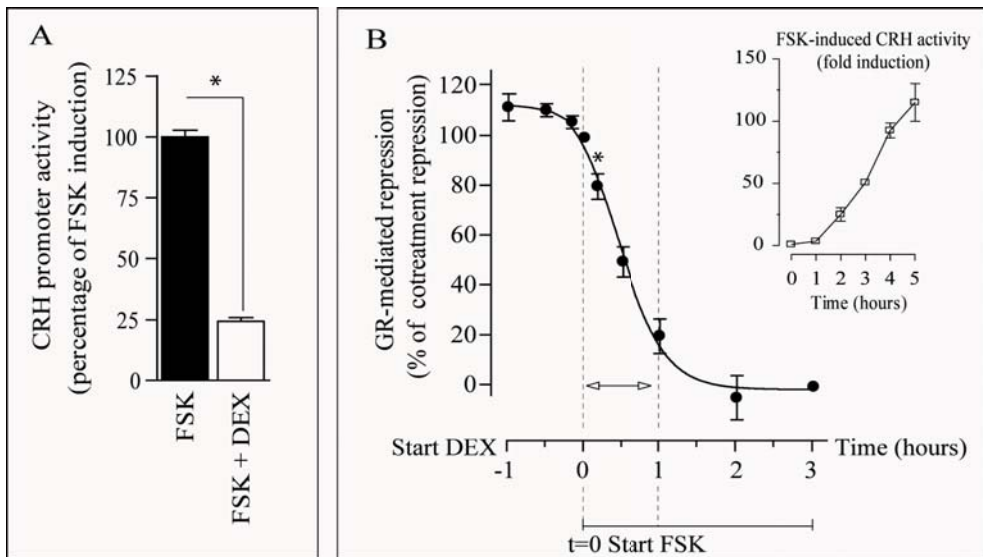 A
CRH promoter activity
(percentage of FSK induction)
125
100
75
50
25
0
*
FSK
FSK + DEX
B
GR-mediated repression
(% of cotreatment repression)
120
100
80
60
40
20
0
*
FSK-induced CRH activity
(fold induction)
150
100
50
0
0 1 2 3 4 5
Time (hours)
Start DEX
-1 0 1 2 3
Time (hours)
t=0 Start FSK